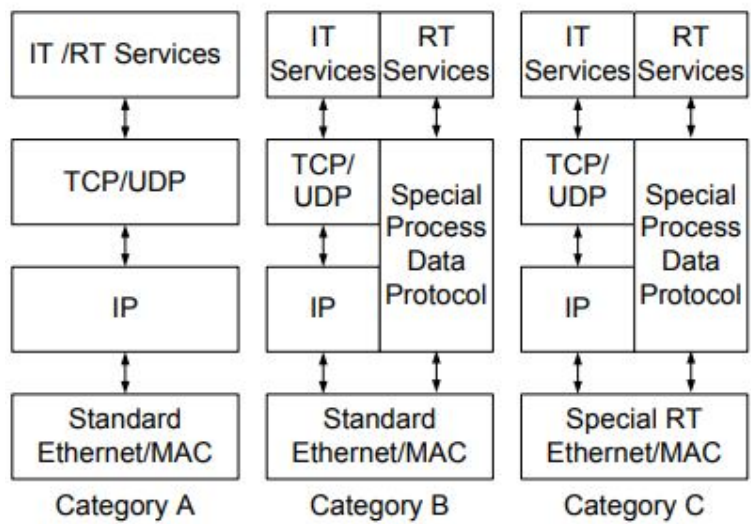 IT /RT Services
TCP/UDP
IP
Standard
Ethernet/MAC
Category A
IT
Services
RT
Services
TCP/
UDP
Special
Process
Data
Protocol
IP
Standard
Ethernet/MAC
Category B
IT
Services
RT
Services
TCP/
UDP
Special
Process
Data
Protocol
IP
Special RT
Ethernet/MAC
Category C